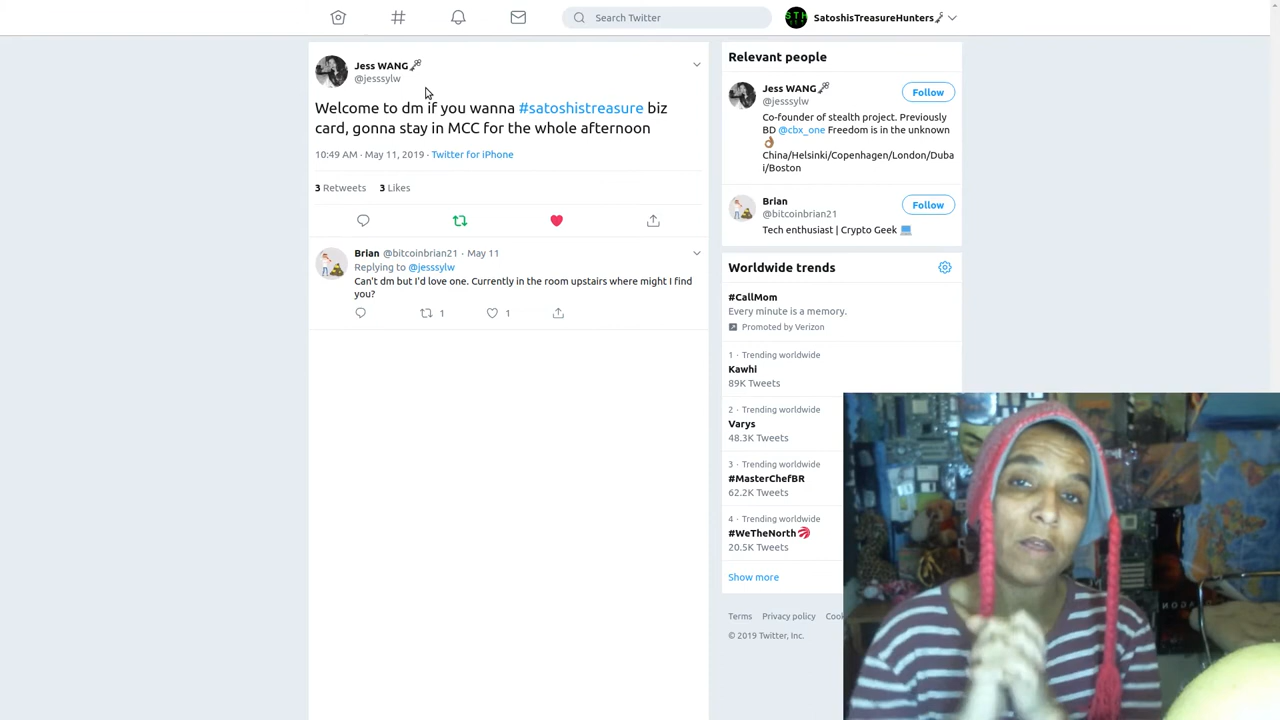 Search Twitter
SatoshisTreasureHunters
Jess WANG
@jesssylw
Welcome to dm if you wanna #satoshistreasure biz
card, gonna stay in MCC for the whole afternoon
10:49 AM - May 11, 2019 · Twitter for iPhone
3 Retweets 3 Likes
Brian @bitcoinbrian21 · May 11
Replying to @jesssylw
Can't dm but I'd love one. Currently in the room upstairs where might I find
you?
1 1
Relevant people
Jess WANG
@jesssylw
Follow
Co-founder of stealth project. Previously
BD @cbx_one Freedom is in the unknown
China/Helsinki/Copenhagen/London/Duba
i/Boston
Brian
@bitcoinbrian21
Follow
Tech enthusiast | Crypto Geek
Worldwide trends
#CallMom
Every minute is a memory.
Promoted by Verizon
1 · Trending worldwide
Kawhi
89K Tweets
2 · Trending worldwide
Varys
48.3K Tweets
3 · Trending worldwide
#MasterChefBR
62.2K Tweets
4 · Trending worldwide
#WeTheNorth
20.5K Tweets
Show more
Terms Privacy policy Cook
© 2019 Twitter, Inc.